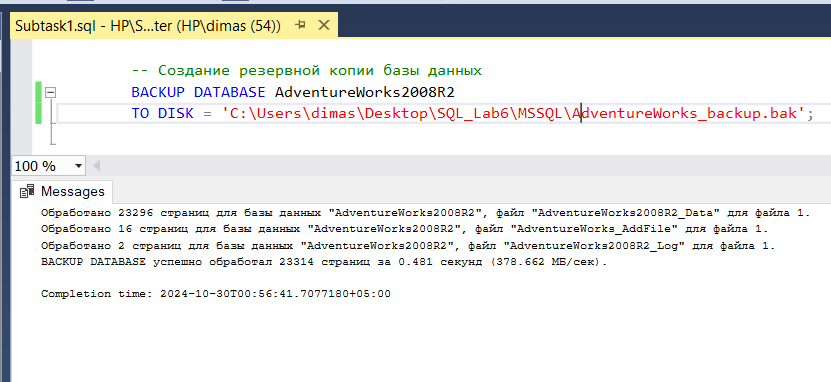 Subtask1.sql - HP\S...ter (HP\dimas (54))
-- Создание резервной копии базы данных
BACKUP DATABASE AdventureWorks2008R2
TO DISK = 'C:\Users\dimas\Desktop\SQL_Lab6\MSSQL\AdventureWorks_backup.bak';
100 %
Messages
Обработано 23296 страниц для базы данных "AdventureWorks2008R2", файл "AdventureWorks2008R2_Data" для файла 1.
Обработано 16 страниц для базы данных "AdventureWorks2008R2", файл "AdventureWorks_AddFile" для файла 1.
Обработано 2 страниц для базы данных "AdventureWorks2008R2", файл "AdventureWorks2008R2_Log" для файла 1.
BACKUP DATABASE успешно обработал 23314 страниц за 0.481 секунд (378.662 МБ/сек).
Completion time: 2024-10-30T00:56:41.7077180+05:00